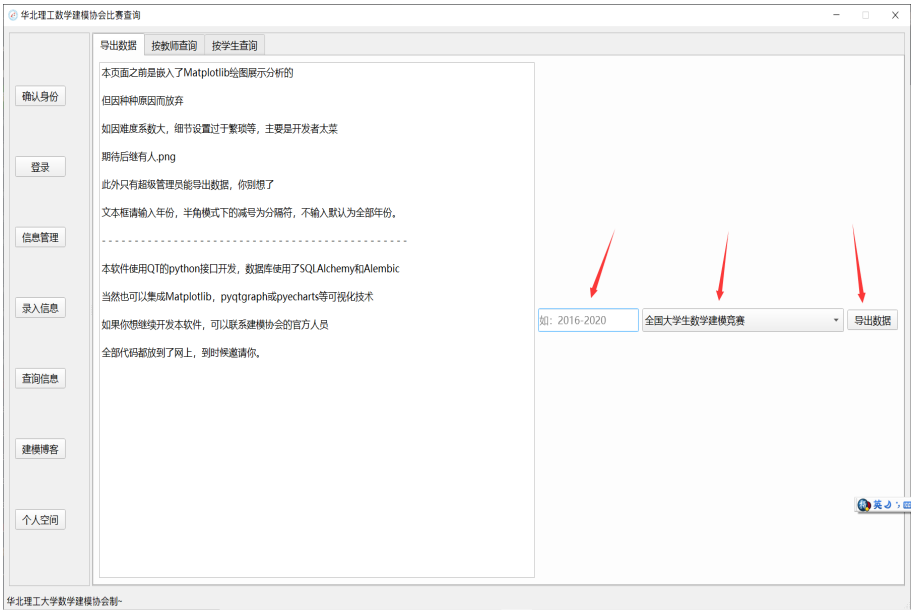 华北理工数学建模协会比赛查询
导出数据 按教师查询 按学生查询
确认身份
登录
信息管理
录入信息
查询信息
建模博客
个人空间
本页面之前是嵌入了Matplotlib绘图展示分析的
但因种种原因而放弃
如因难度系数大，细节设置过于繁琐等，主要是开发者太菜
期待后继有人.png
此外只有超级管理员能导出数据，你别想了
文本框请输入年份，半角模式下的减号为分隔符，不输入默认为全部年份。
- - - - - - - - - - - - - - - - - - - - - - - - - - - - - - - - - - - - - - - - - - - - - - -
本软件使用QT的python接口开发，数据库使用了SQLAlchemy和Alembic
当然也可以集成Matplotlib，pyqtgraph或pyecharts等可视化技术
如果你想继续开发本软件，可以联系建模协会的官方人员
全部代码都放到了网上，到时候邀请你。
如：2016-2020 全国大学生数学建模竞赛 导出数据
英
华北理工大学数学建模协会制~